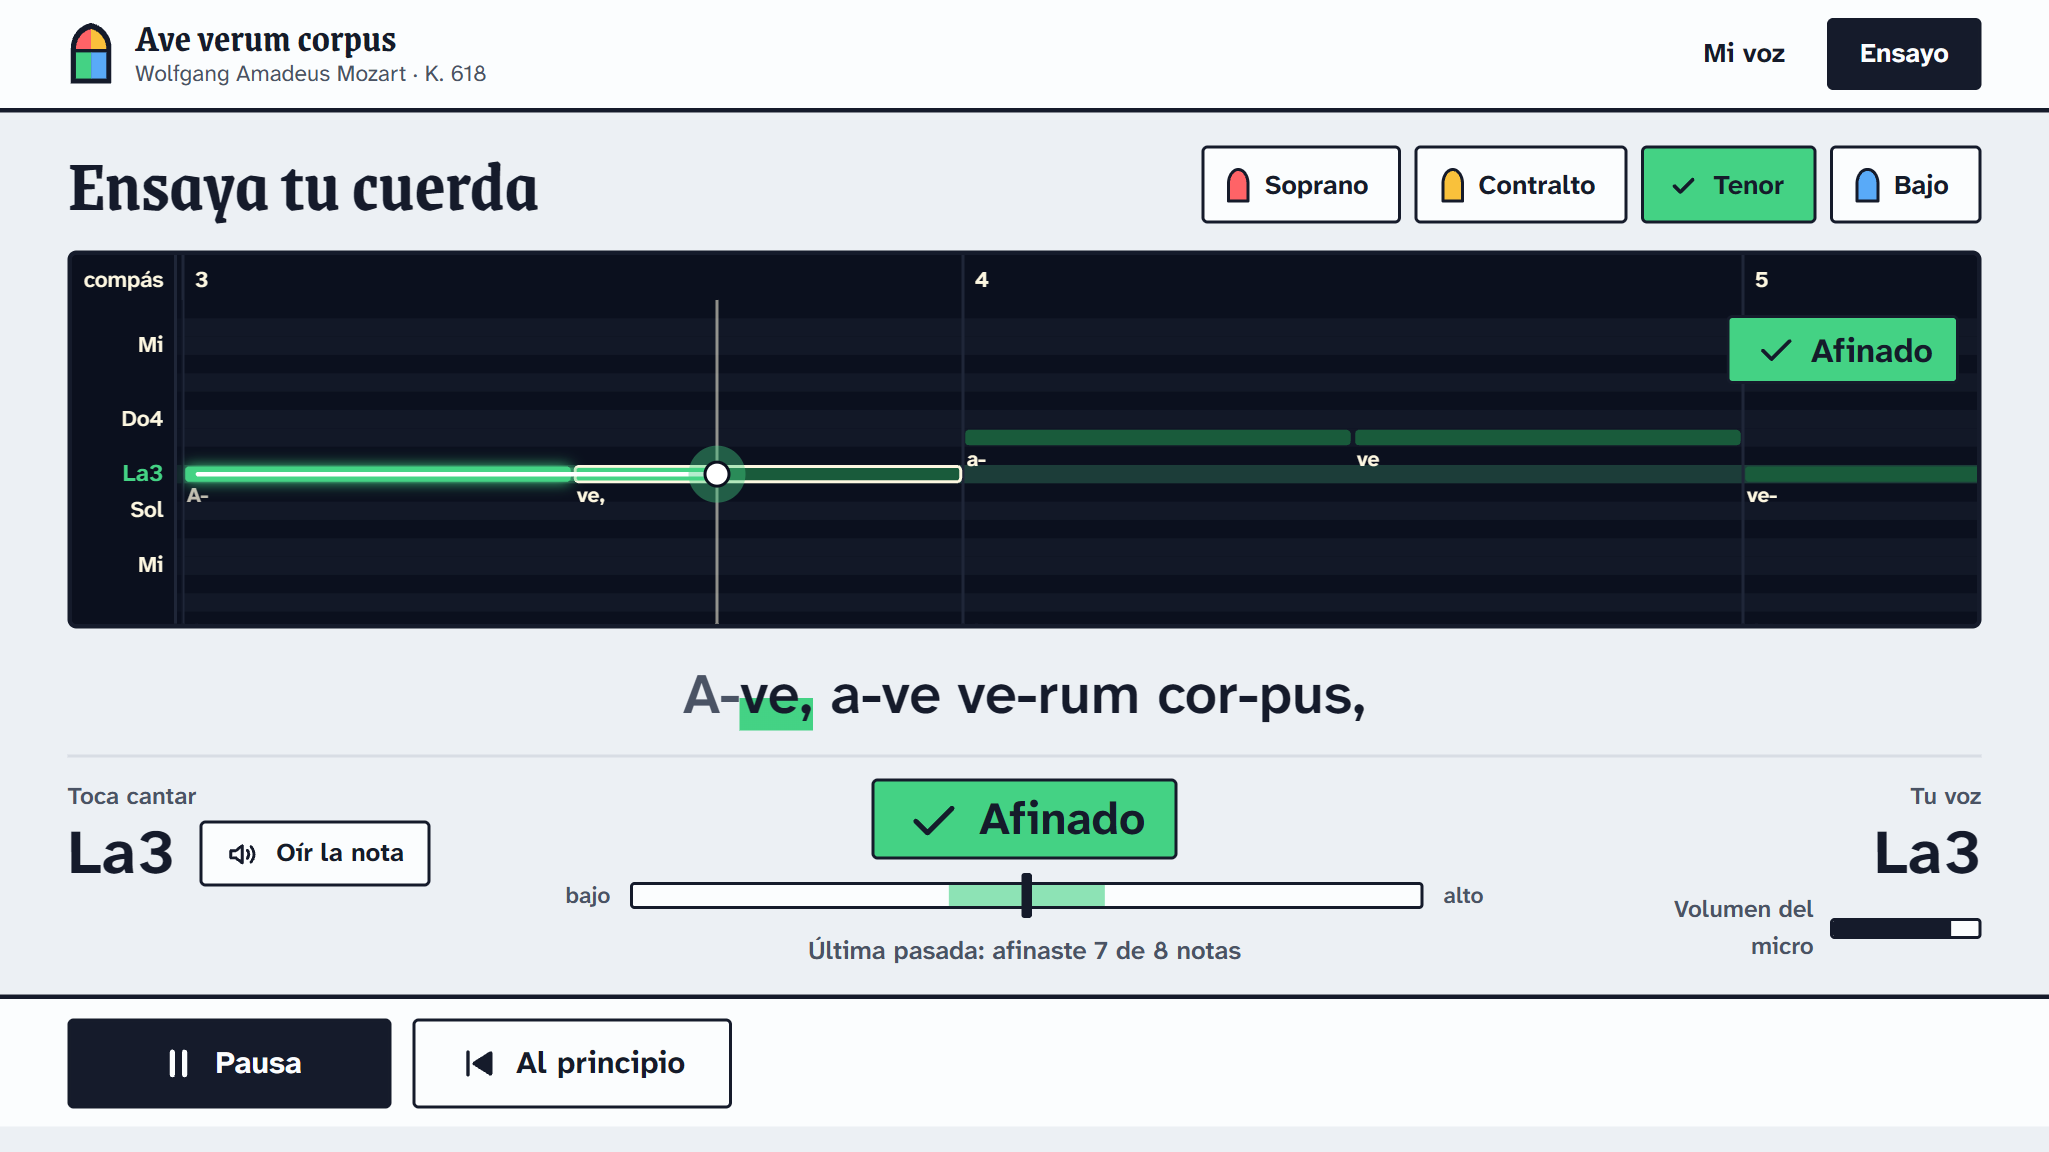 Ave verum corpus
Wolfgang Amadeus Mozart · K. 618
Mi voz
Ensayo
Ensaya tu cuerda
Soprano
Contralto
Tenor
Bajo
compás
3
4
5
Mi
Afinado
Do4
a-
ve
La3
A-
ve,
ve-
Sol
Mi
A-ve, a-ve ve-rum cor-pus,
Toca cantar
La3
Oír la nota
Afinado
bajo
alto
Última pasada: afinaste 7 de 8 notas
Tu voz
La3
Volumen del
micro
Pausa
Al principio